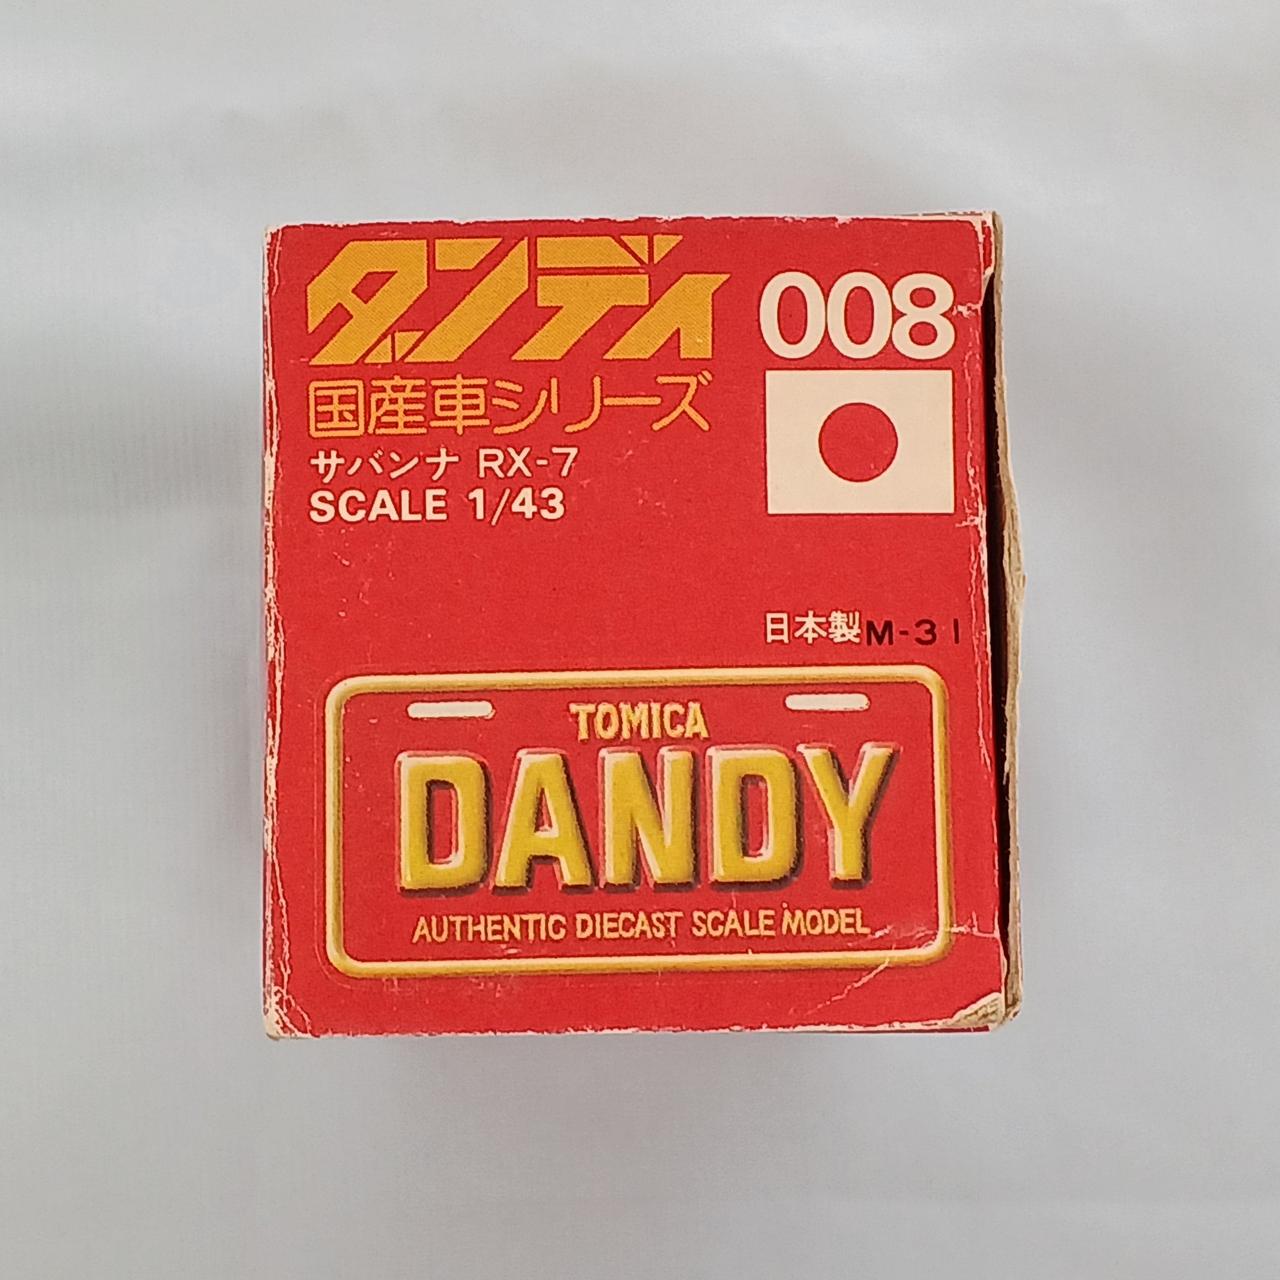 ダンディ
008
国産車シリーズ
サバンナ RX-7
SCALE 1/43
日本製 M-31
TOMICA
DANDY
AUTHENTIC DIECAST SCALE MODEL